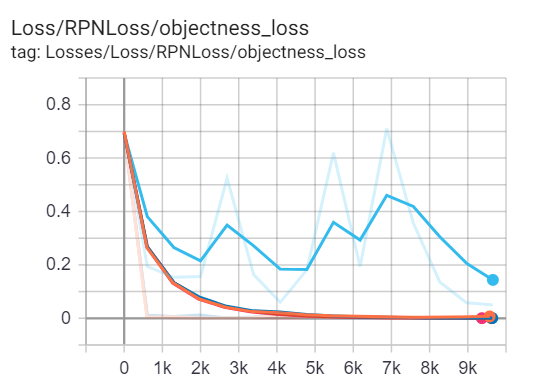 Loss/RPNLoss/objectness_loss
tag: Losses/Loss/RPNLoss/objectness_loss
0.8
0.6
0.4
0.2
0
0 1k 2k 3k 4k 5k 6k 7k 8k 9k